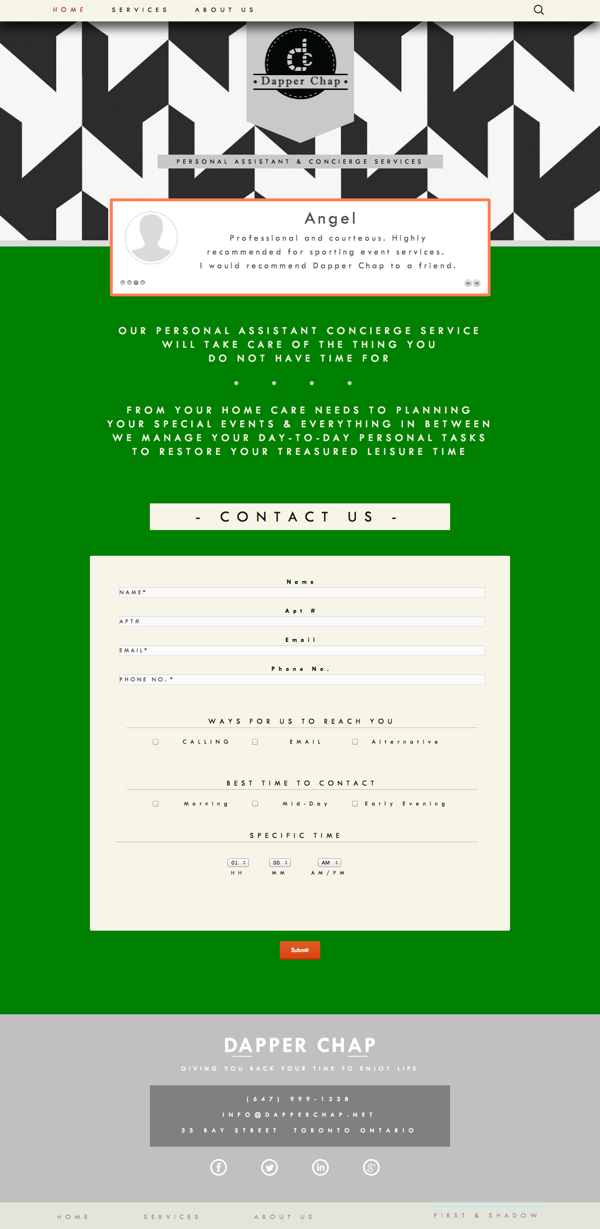 HOME SERVICES ABOUT US
dc
• Dapper Chap •
PERSONAL ASSISTANT & CONCIERGE SERVICES
Angel
Professional and courteous. Highly
recommended for sporting event services.
I would recommend Dapper Chap to a friend.
OUR PERSONAL ASSISTANT CONCIERGE SERVICE
WILL TAKE CARE OF THE THING YOU
DO NOT HAVE TIME FOR
FROM YOUR HOME CARE NEEDS TO PLANNING
YOUR SPECIAL EVENTS & EVERYTHING IN BETWEEN
WE MANAGE YOUR DAY-TO-DAY PERSONAL TASKS
TO RESTORE YOUR TREASURED LEISURE TIME
- CONTACT US -
Name
NAME*
Apt #
APT#
Email
EMAIL*
Phone No.
PHONE NO. *
WAYS FOR US TO REACH YOU
CALLING EMAIL Alternative
BEST TIME TO CONTACT
Morning Mid-Day Early Evening
SPECIFIC TIME
01 00 AM
HH MM AM/PM
Submit
DAPPER CHAP
GIVING YOU BACK YOUR TIME TO ENJOY LIFE
(647) 999-1238
INFO@DAPPERCHAP.NET
33 BAY STREET TORONTO ONTARIO
HOME SERVICES ABOUT US FIRST & SHADOW